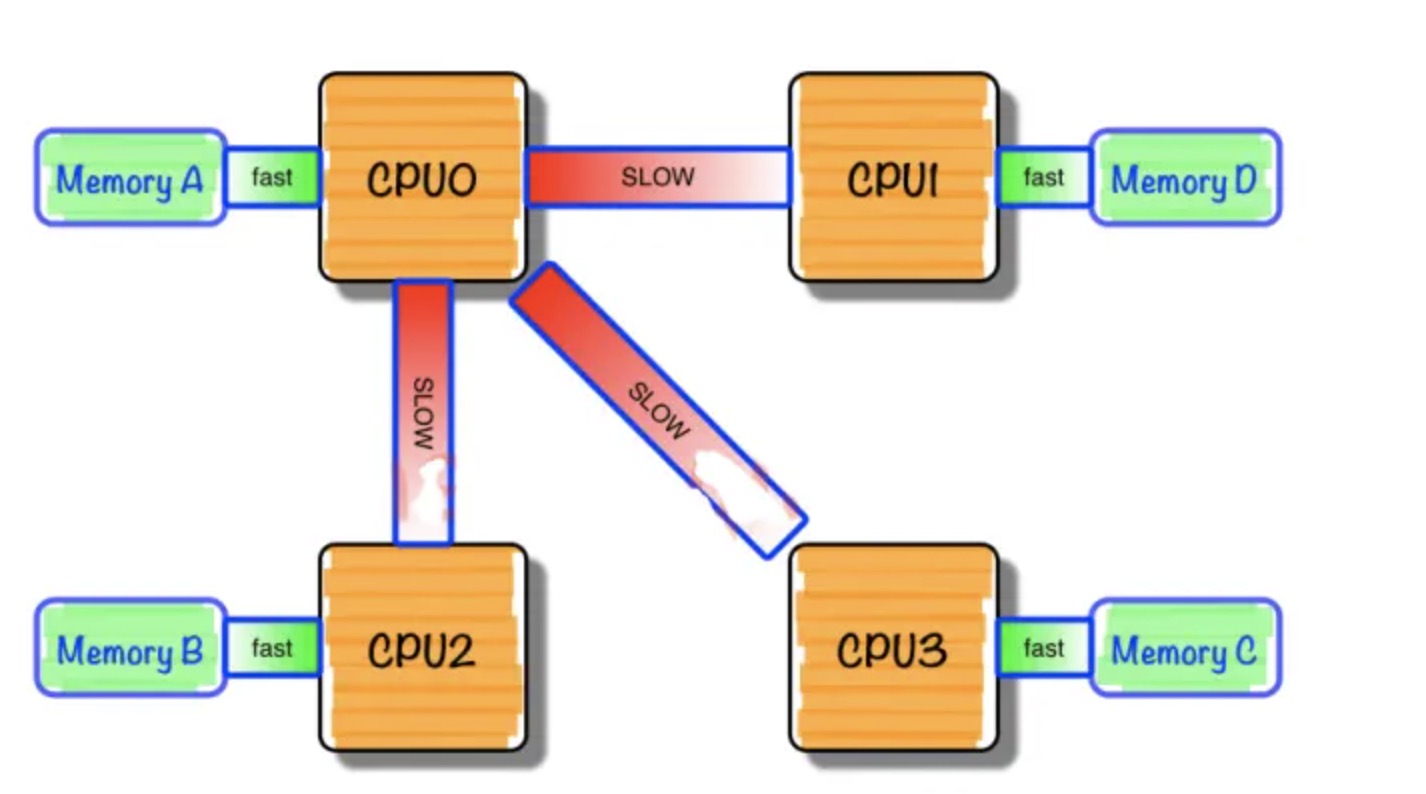 Memory A
fast
CPU0
SLOW
CPU1
fast
Memory D
SLOW
SLOW
Memory B
fast
CPU2
CPU3
fast
Memory C